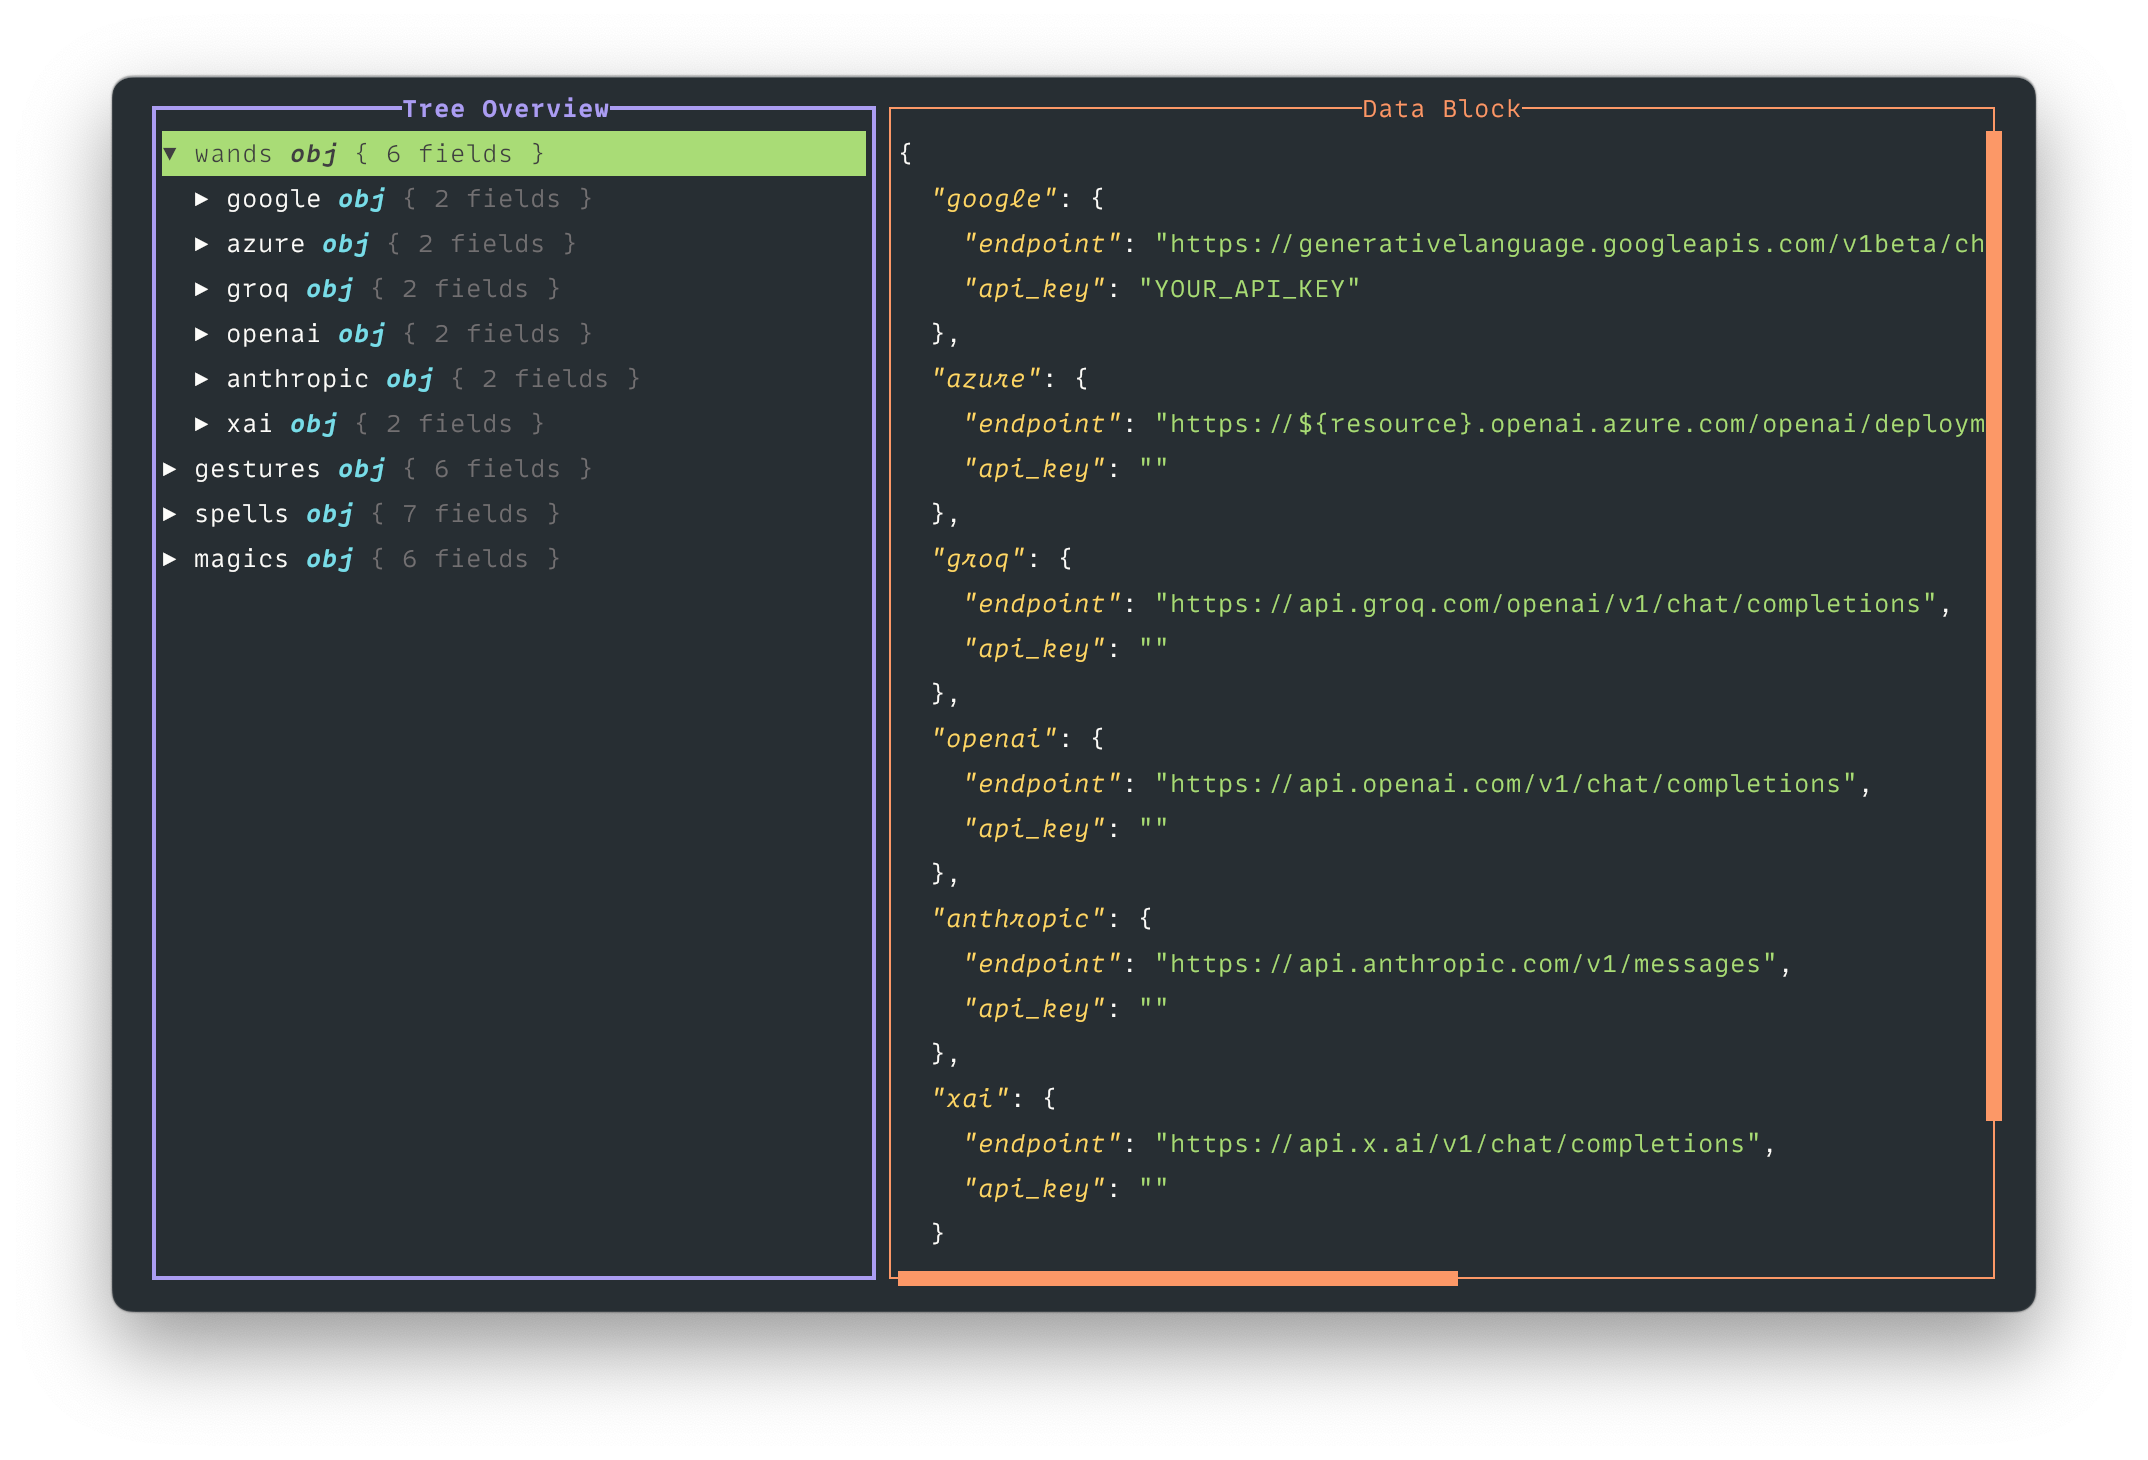 Tree Overview
▼ wands obj { 6 fields }
  ▶ google obj { 2 fields }
  ▶ azure obj { 2 fields }
  ▶ groq obj { 2 fields }
  ▶ openai obj { 2 fields }
  ▶ anthropic obj { 2 fields }
  ▶ xai obj { 2 fields }
▶ gestures obj { 6 fields }
▶ spells obj { 7 fields }
▶ magics obj { 6 fields }
Data Block
{
  "google": {
    "endpoint": "https://generativelanguage.googleapis.com/v1beta/ch
    "api_key": "YOUR_API_KEY"
  },
  "azure": {
    "endpoint": "https://${resource}.openai.azure.com/openai/deploym
    "api_key": ""
  },
  "groq": {
    "endpoint": "https://api.groq.com/openai/v1/chat/completions",
    "api_key": ""
  },
  "openai": {
    "endpoint": "https://api.openai.com/v1/chat/completions",
    "api_key": ""
  },
  "anthropic": {
    "endpoint": "https://api.anthropic.com/v1/messages",
    "api_key": ""
  },
  "xai": {
    "endpoint": "https://api.x.ai/v1/chat/completions",
    "api_key": ""
  }